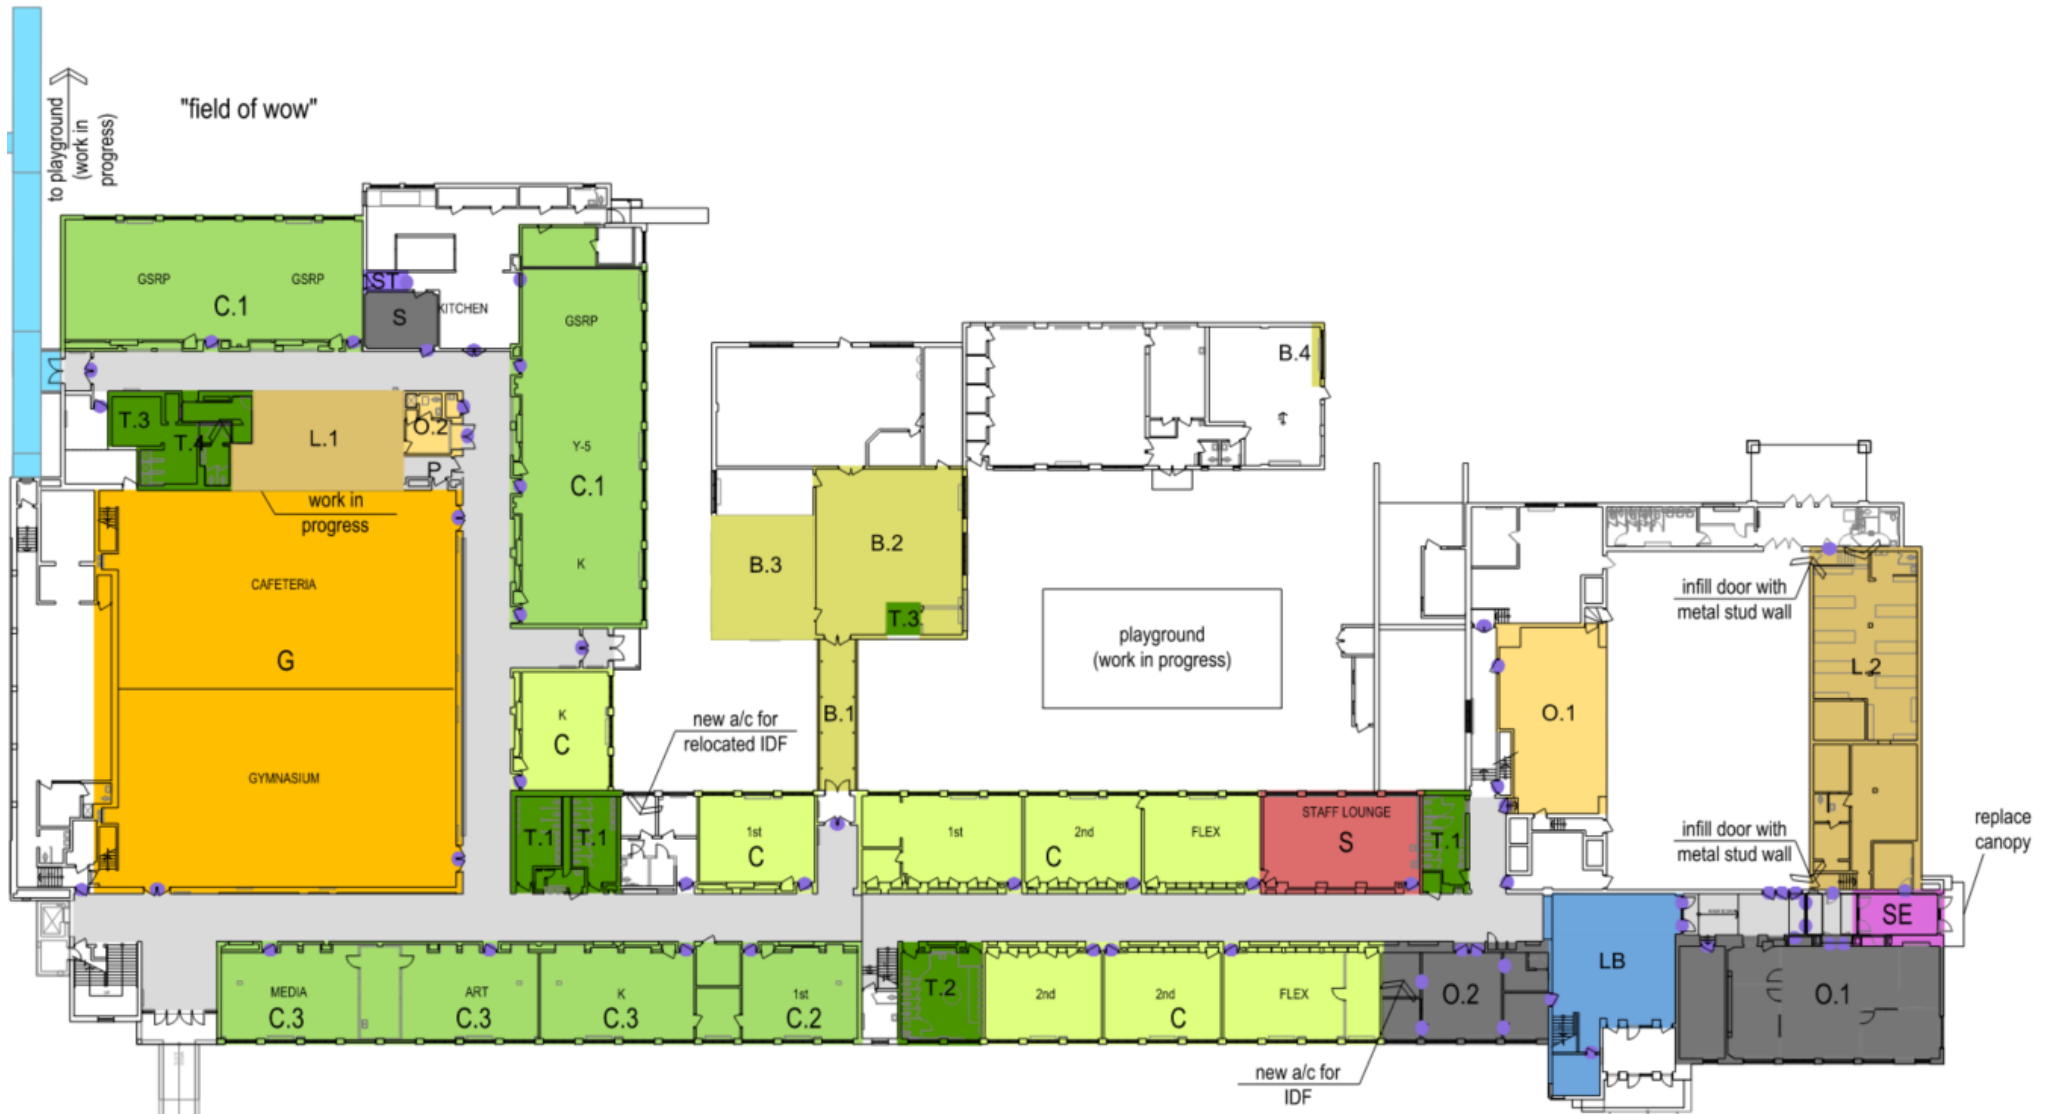 to playground
(work in
progress)
"field of wow"
GSRP
GSRP
C.1
ST
S
KITCHEN
GSRP
Y-5
C.1
K
T.3
T.4
L.1
O.2
P
work in
progress
CAFETERIA
G
GYMNASIUM
K
C
new a/c for
relocated IDF
B.4
B.2
B.3
T.3
B.1
playground
(work in progress)
infill door with
metal stud wall
L.2
O.1
infill door with
metal stud wall
replace
canopy
T.1
T.1
1st
C
1st
2nd
C
FLEX
STAFF LOUNGE
S
T.1
SE
LB
MEDIA
C.3
ART
C.3
K
C.3
1st
C.2
T.2
2nd
2nd
C
FLEX
O.2
O.1
new a/c for
IDF